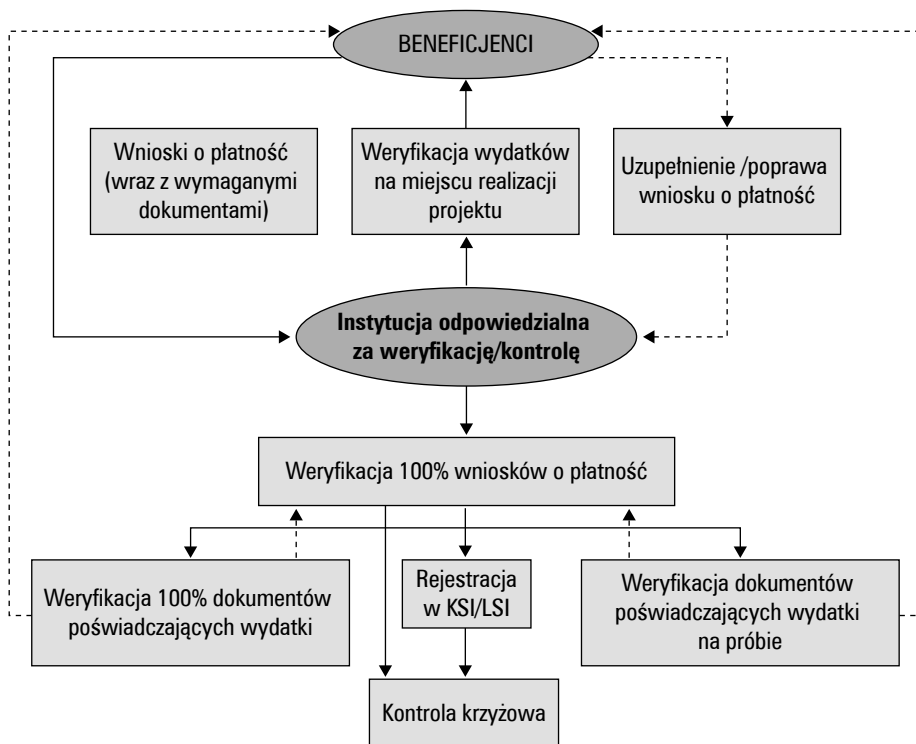 BENEFICJENCI
Wnioski o płatność
(wraz z wymaganymi
dokumentami)
Weryfikacja wydatków
na miejscu realizacji
projektu
Uzupełnienie /poprawa
wniosku o płatność
Instytucja odpowiedzialna
za weryfikację/kontrolę
Weryfikacja 100% wniosków o płatność
Weryfikacja 100% dokumentów
poświadczających wydatki
Rejestracja
w KSI/LSI
Weryfikacja dokumentów
poświadczających wydatki
na próbie
Kontrola krzyżowa